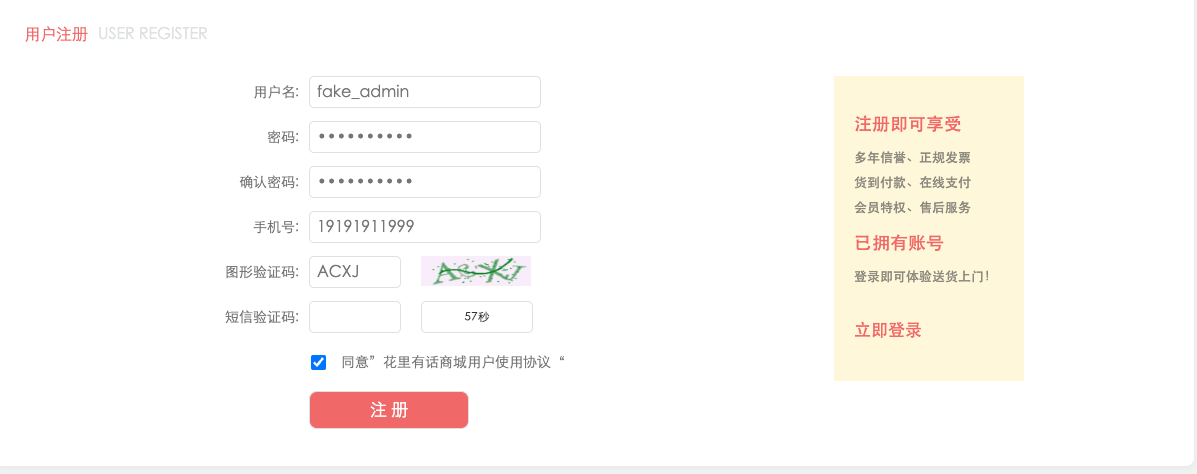 用户注册 USER REGISTER
用户名: fake_admin
密码: ••••••••••
确认密码: ••••••••••
手机号: 19191911999
图形验证码: ACXJ ACXJ
短信验证码: 57秒
同意”花里有话商城用户使用协议“
注 册
注册即可享受
多年信誉、正规发票
货到付款、在线支付
会员特权、售后服务
已拥有账号
登录即可体验送货上门!
立即登录